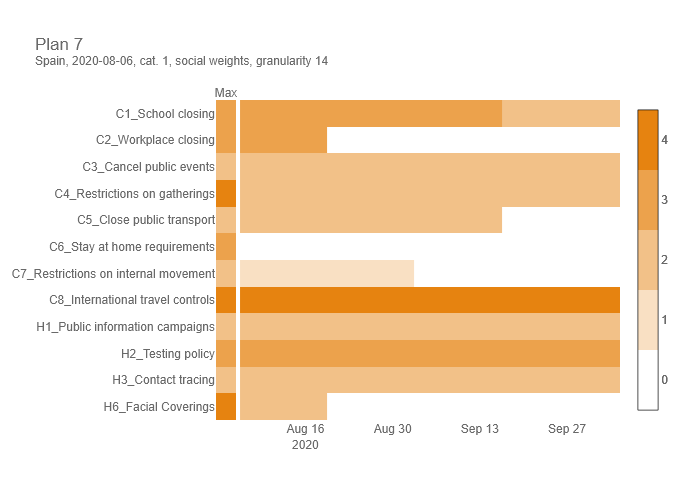 Plan 7
Spain, 2020-08-06, cat. 1, social weights, granularity 14
Max
C1_School closing
C2_Workplace closing
C3_Cancel public events
C4_Restrictions on gatherings
C5_Close public transport
C6_Stay at home requirements
C7_Restrictions on internal movement
C8_International travel controls
H1_Public information campaigns
H2_Testing policy
H3_Contact tracing
H6_Facial Coverings
Aug 16
2020
Aug 30
Sep 13
Sep 27
4
3
2
1
0